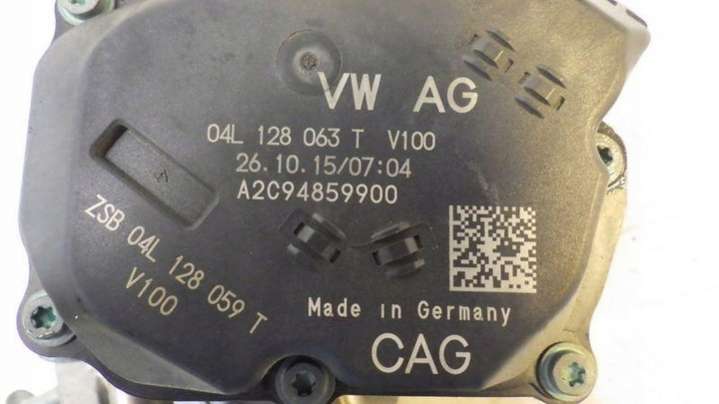 VW AG
04L 128 063 T V100
26.10.15/07:04
A2C94859900
ZSB 04L 128 059 T
V100
Made in Germany
CAG